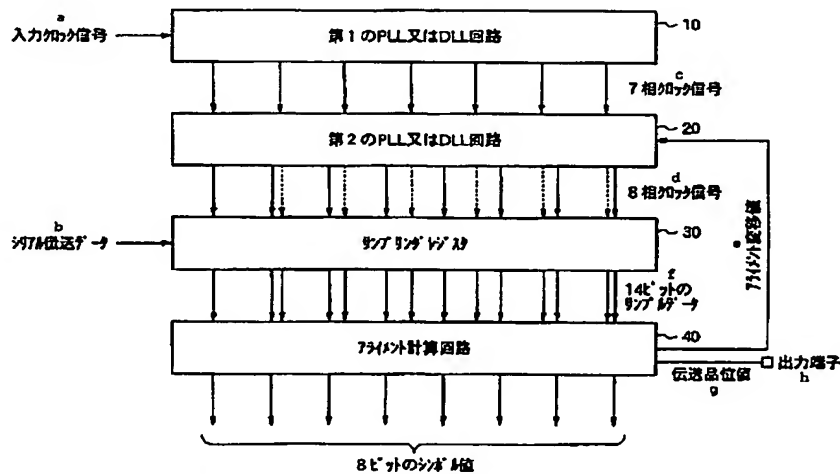 a
入力クロック信号
第1のPLL又はDLL回路
10
c
7相クロック信号
第2のPLL又はDLL回路
20
d
8相クロック信号
b
シリアル伝送データ
サンプリングレジスタ
30
e
アライメント変移値
f
14ビットの
サンプルデータ
アライメント計算回路
40
伝送品位値
g
出力端子
h
8ビットのシンボル値